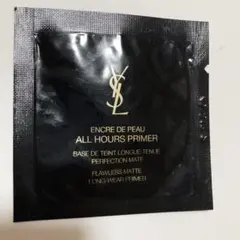 YSL
ENCRE DE PEAU
ALL HOURS PRIMER
BASE DE TEINT LONGUE TENUE
PERFECTION MATE
FLAWLESS MATTE
LONG WEAR PRIMER